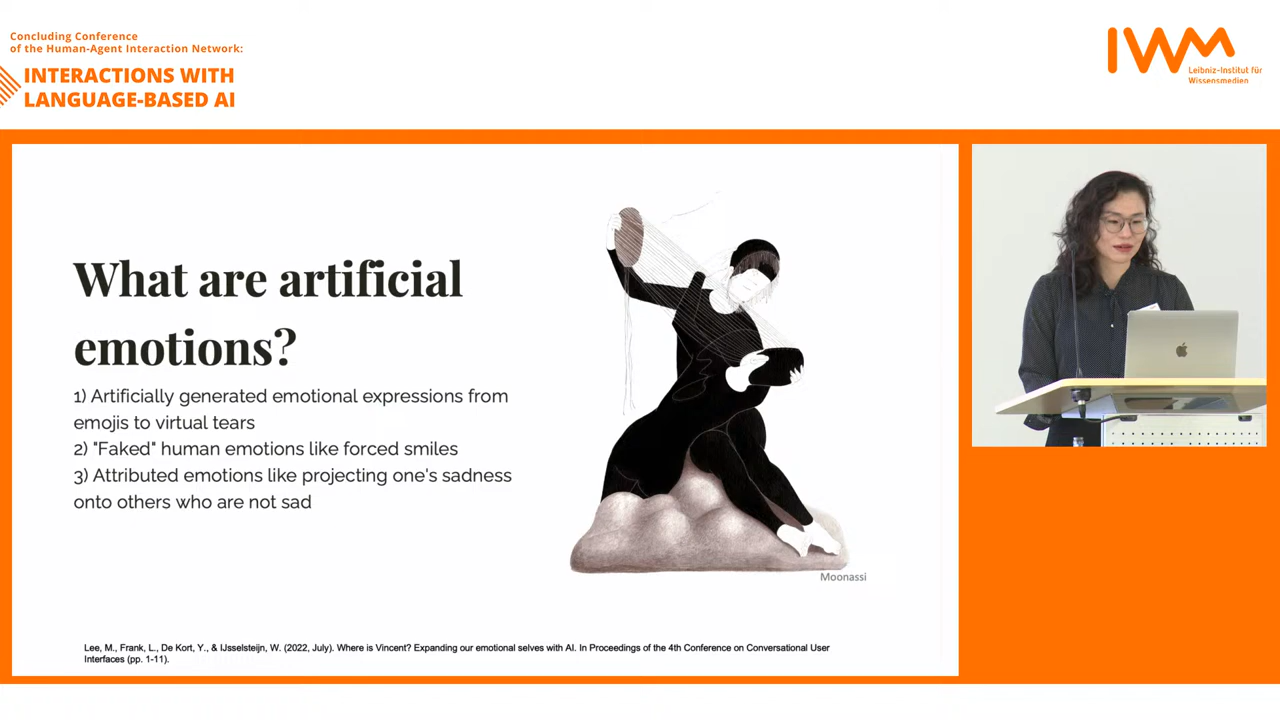 Concluding Conference
of the Human-Agent Interaction Network:
INTERACTIONS WITH
LANGUAGE-BASED AI
IWM
Leibniz-Institut für
Wissensmedien
What are artificial
emotions?
1) Artificially generated emotional expressions from
emojis to virtual tears
2) "Faked" human emotions like forced smiles
3) Attributed emotions like projecting one's sadness
onto others who are not sad
Moonassi
Lee, M., Frank, L., De Kort, Y., & IJsselsteijn, W. (2022, July). Where is Vincent? Expanding our emotional selves with AI. In Proceedings of the 4th Conference on Conversational User
Interfaces (pp. 1-11).